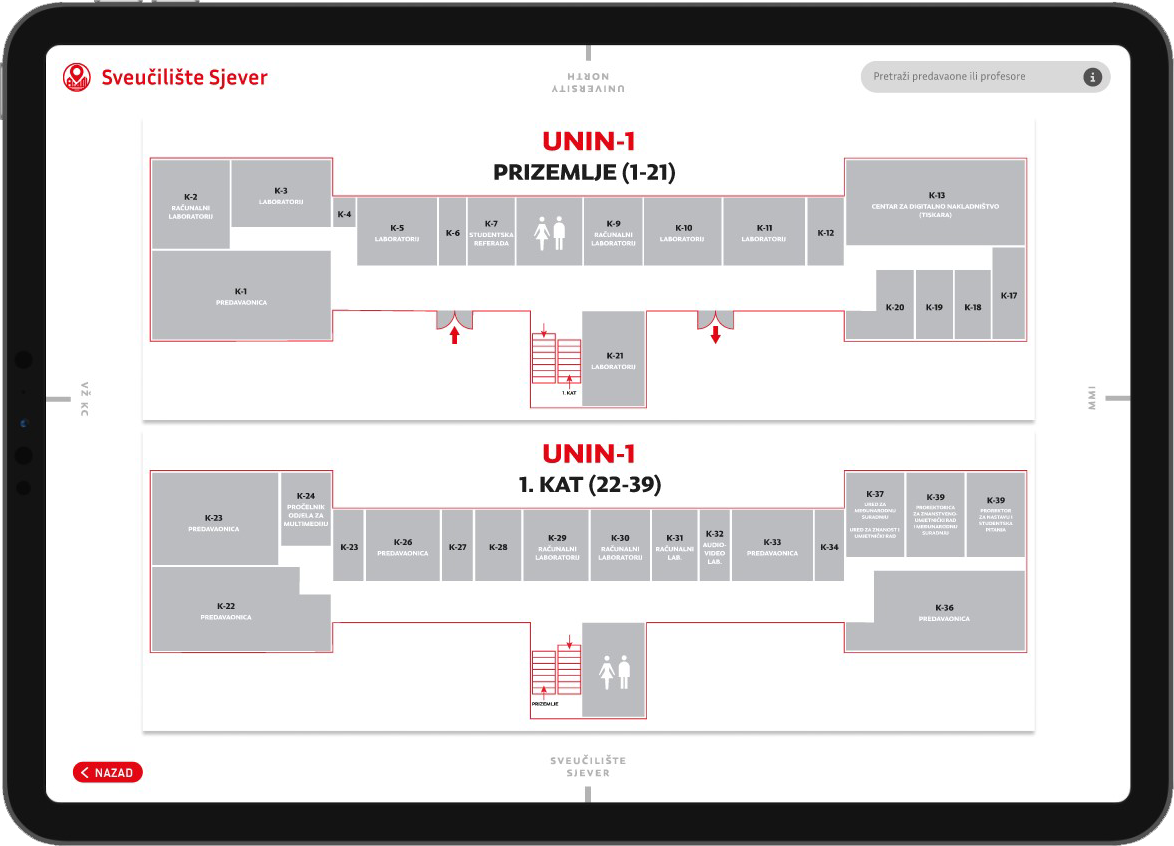 Sveučilište Sjever
UNIVERSITY
NORTH
Pretraži predavaone ili profesore
i
UNIN-1
PRIZEMLJE (1-21)
K-2
RAČUNALNI
LABORATORIJ
K-3
LABORATORIJ
K-4
K-5
LABORATORIJ
K-6
K-7
STUDENTSKA
REFERADA
K-9
RAČUNALNI
LABORATORIJ
K-10
LABORATORIJ
K-11
LABORATORIJ
K-12
K-13
CENTAR ZA DIGITALNO NAKLADNIŠTVO
(TISKARA)
K-1
PREDAVAONICA
K-20
K-19
K-18
K-17
K-21
LABORATORIJ
1. KAT
VŽ KC
MMI
UNIN-1
1. KAT (22-39)
K-23
PREDAVAONICA
K-24
PROČELNIK
ODJELA ZA
MULTIMEDIJU
K-23
K-26
PREDAVAONICA
K-27
K-28
K-29
RAČUNALNI
LABORATORIJ
K-30
RAČUNALNI
LABORATORIJ
K-31
RAČUNALNI
LAB.
K-32
AUDIO-
VIDEO
LAB.
K-33
PREDAVAONICA
K-34
K-37
URED ZA
MEĐUNARODNU
SURADNJU
URED ZA ZNANOST I
UMJETNIČKI RAD
K-39
PROREKTORICA
ZA ZNANSTVENO-
UMJETNIČKI RAD
I MEĐUNARODNU
SURADNJU
K-39
PROREKTOR
ZA NASTAVU I
STUDENTSKA
PITANJA
K-22
PREDAVAONICA
K-36
PREDAVAONICA
PRIZEMLJE
NAZAD
SVEUČILIŠTE
SJEVER